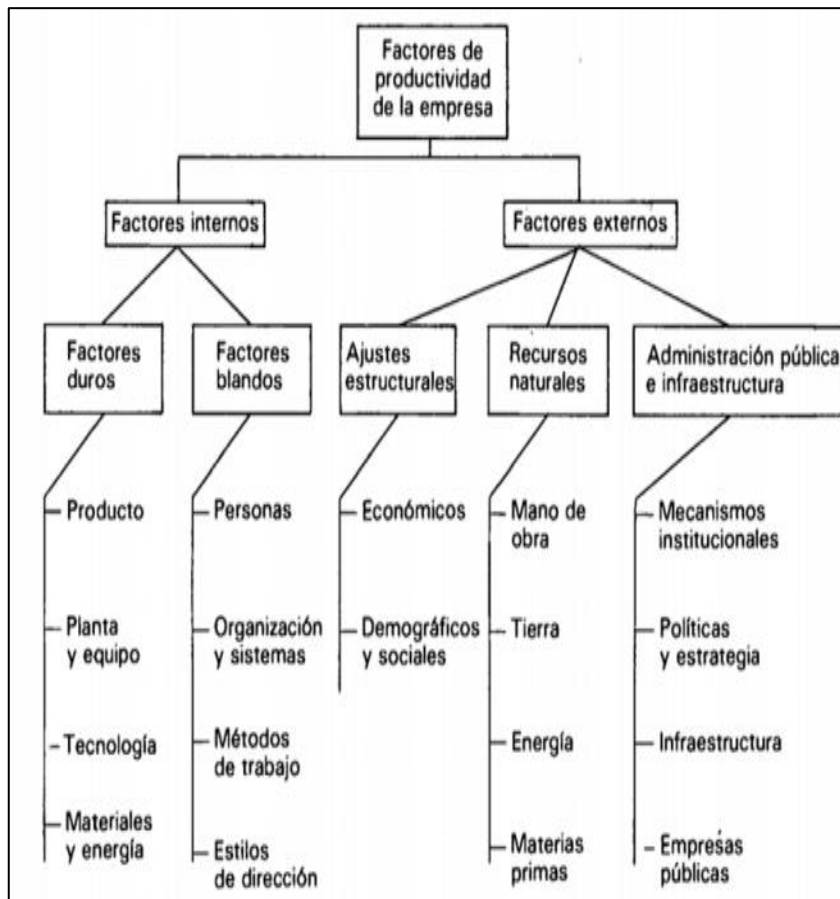 Factores de
productividad
de la empresa
Factores internos
Factores externos
Factores
duros
Factores
blandos
Ajustes
estructurales
Recursos
naturales
Administración pública
e infraestructura
Producto
Planta
y equipo
Tecnología
Materiales
y energía
Personas
Organización
y sistemas
Métodos
de trabajo
Estilos
de dirección
Económicos
Demográficos
y sociales
Mano de
obra
Tierra
Energía
Materias
primas
Mecanismos
institucionales
Políticas
y estrategia
Infraestructura
Empresas
públicas